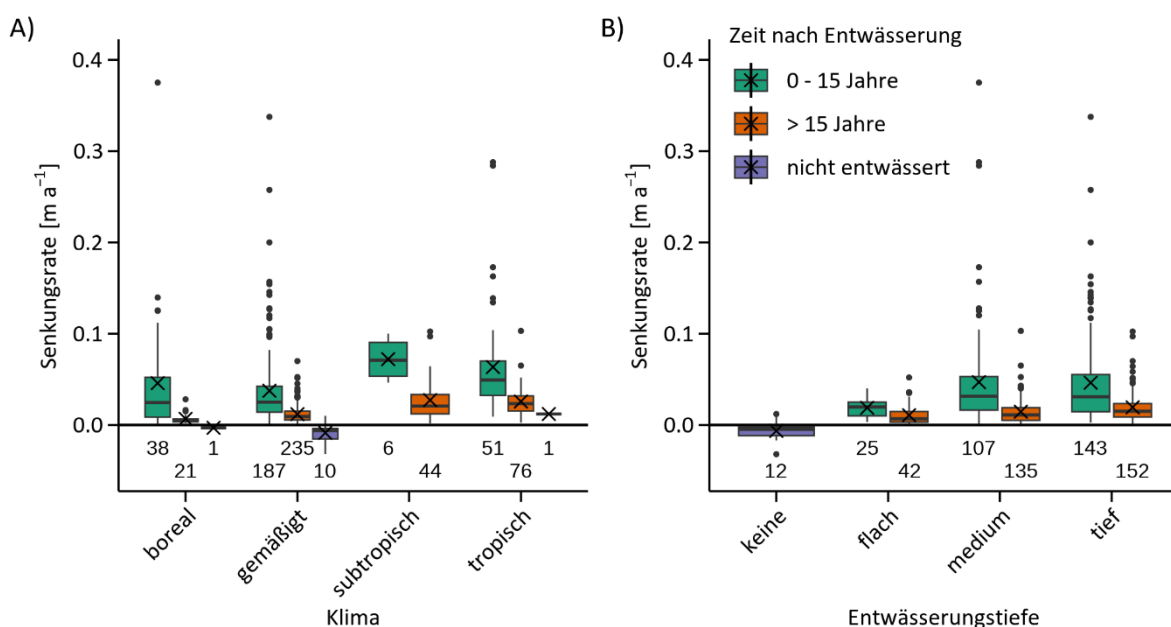 A)
Senkungsrate [m a⁻¹]
0.4
0.3
0.2
0.1
0.0
38
1
235
6
51
1
21
187
10
44
76
boreal
gemäßigt
subtropisch
tropisch
Klima
B)
Zeit nach Entwässerung
0 - 15 Jahre
> 15 Jahre
nicht entwässert
Senkungsrate [m a⁻¹]
0.4
0.3
0.2
0.1
0.0
25
107
143
12
42
135
152
keine
flach
medium
tief
Entwässerungstiefe